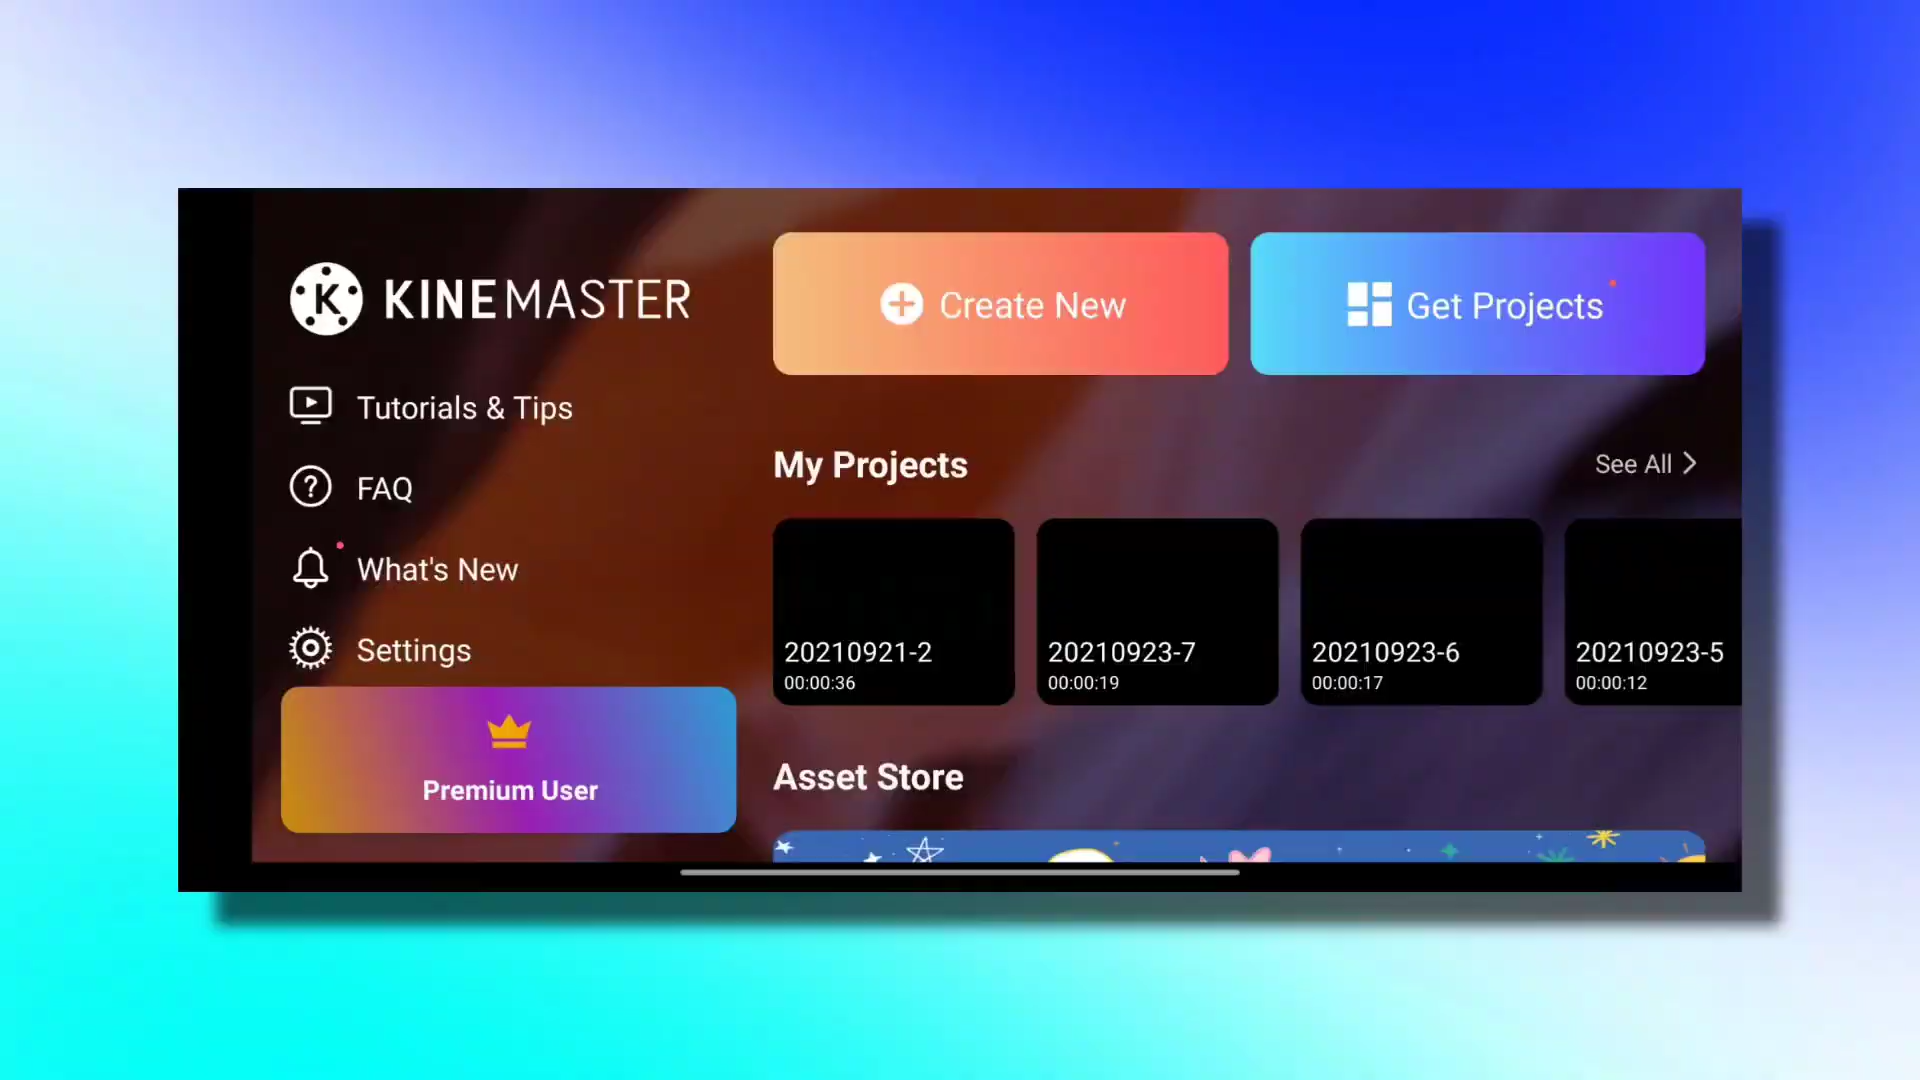 KINEMASTER
Tutorials & Tips
FAQ
What's New
Settings
Premium User
Create New
Get Projects
My Projects
See All
20210921-2
00:00:36
20210923-7
00:00:19
20210923-6
00:00:17
20210923-5
00:00:12
Asset Store